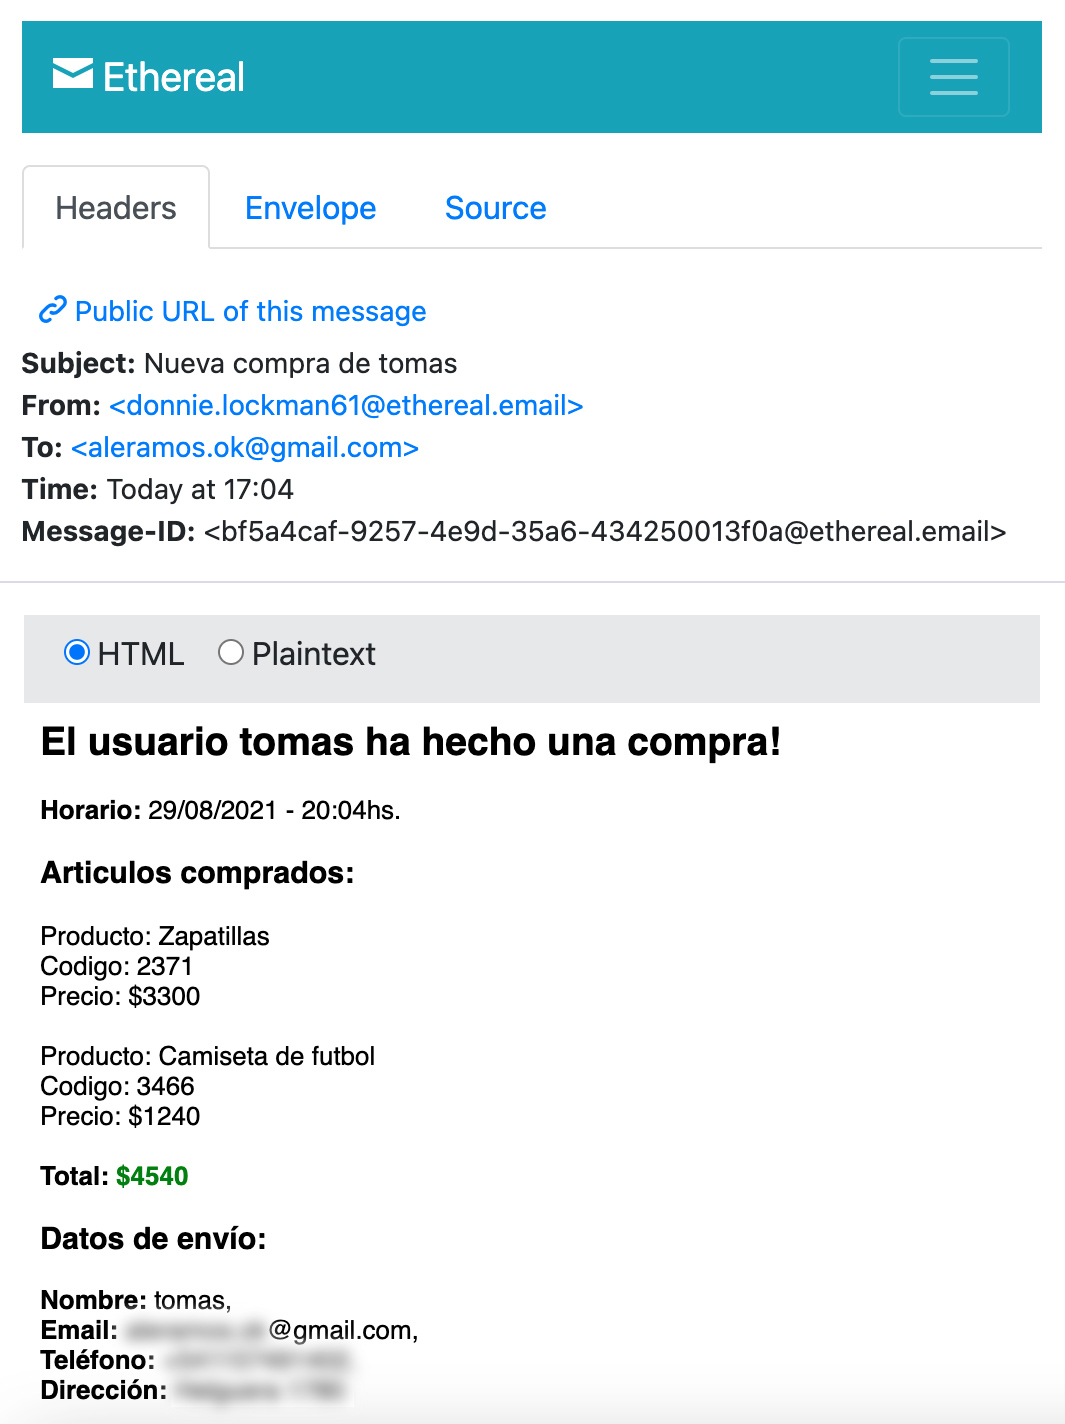 Ethereal
Headers Envelope Source
Public URL of this message
Subject: Nueva compra de tomas
From: <donnie.lockman61@ethereal.email>
To: <aleramos.ok@gmail.com>
Time: Today at 17:04
Message-ID: <bf5a4caf-9257-4e9d-35a6-434250013f0a@ethereal.email>
HTML Plaintext
El usuario tomas ha hecho una compra!
Horario: 29/08/2021 - 20:04hs.
Articulos comprados:
Producto: Zapatillas
Codigo: 2371
Precio: $3300
Producto: Camiseta de futbol
Codigo: 3466
Precio: $1240
Total: $4540
Datos de envío:
Nombre: tomas,
Email: @gmail.com,
Teléfono:
Dirección: